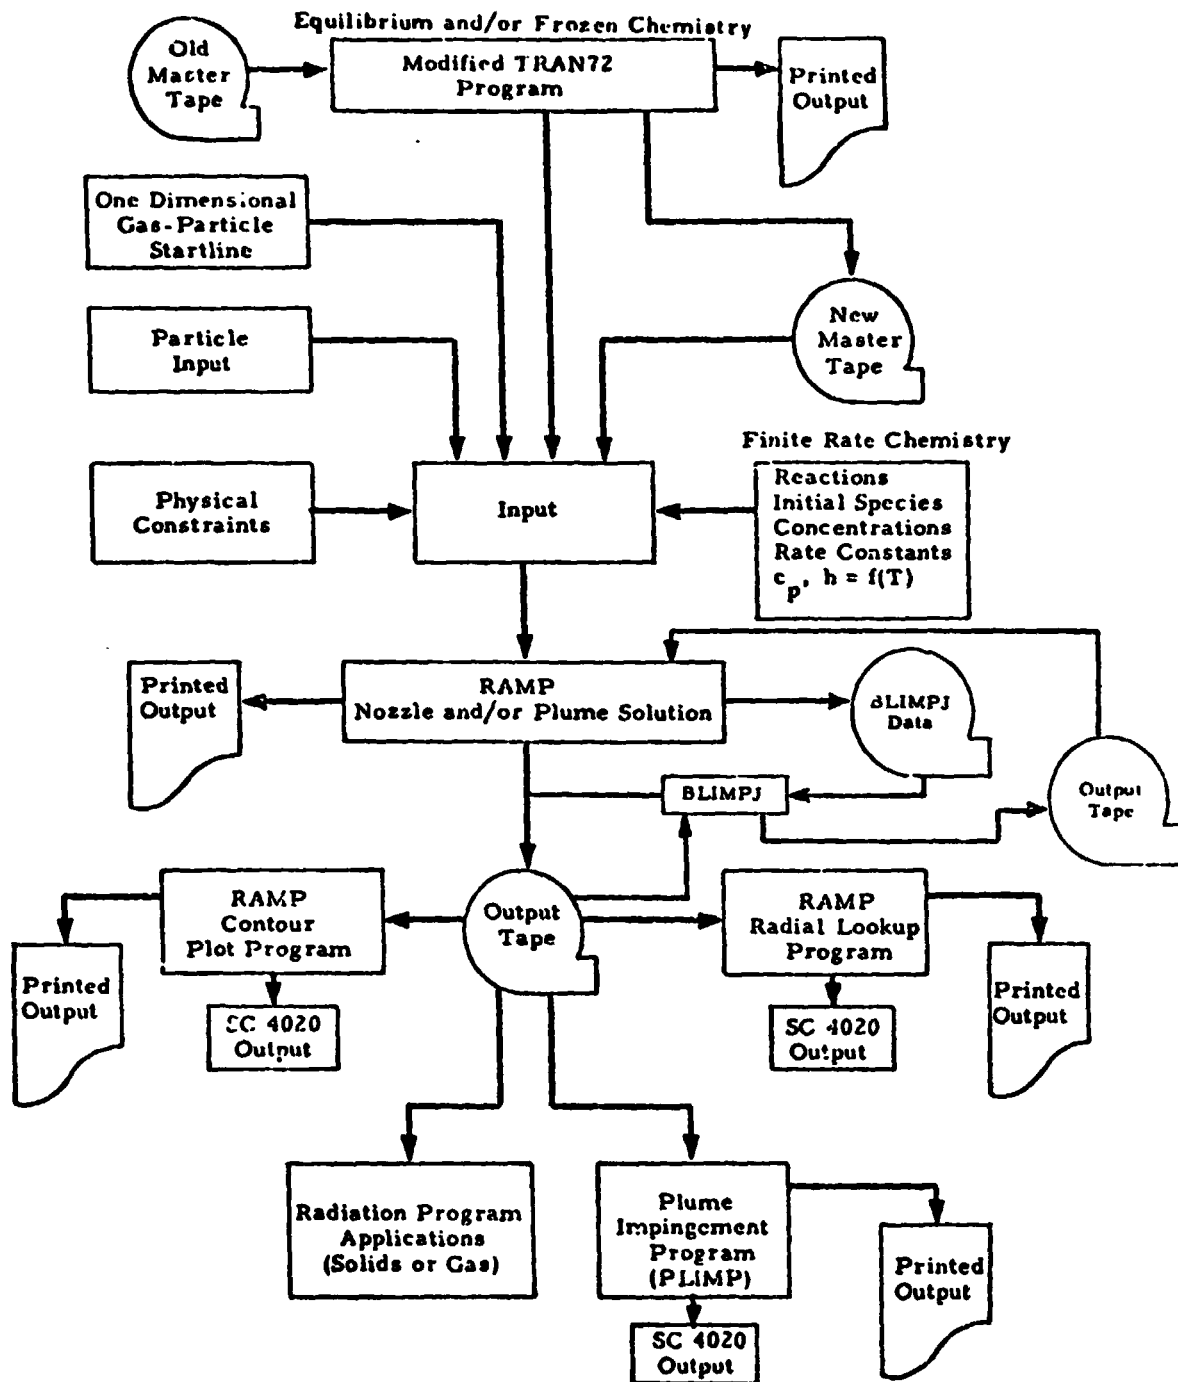 Equilibrium and/or Frozen Chemistry
Old
Master
Tape
Modified TRAN72
Program
Printed
Output
One Dimensional
Gas-Particle
Startline
New
Master
Tape
Particle
Input
Finite Rate Chemistry
Physical
Constraints
Input
Reactions
Initial Species
Concentrations
Rate Constants
cp, h = f(T)
Printed
Output
RAMP
Nozzle and/or Plume Solution
BLIMPJ
Data
BLIMPJ
Output
Tape
RAMP
Contour
Plot Program
Output
Tape
RAMP
Radial Lookup
Program
Printed
Output
SC 4020
Output
SC 4020
Output
Printed
Output
Radiation Program
Applications
(Solids or Gas)
Plume
Impingement
Program
(PLIMP)
Printed
Output
SC 4020
Output